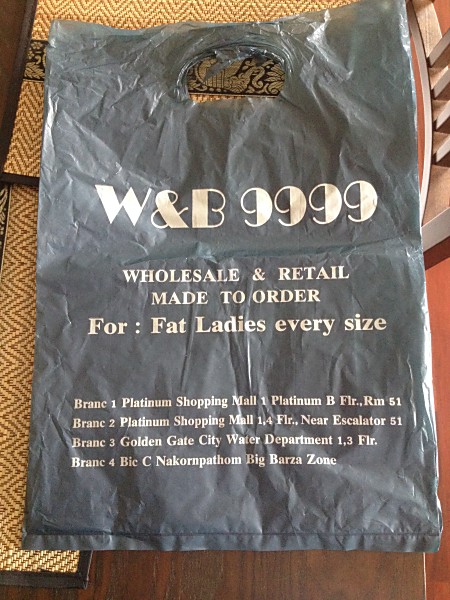 W&B 9999
WHOLESALE & RETAIL
MADE TO ORDER
For : Fat Ladies every size
Branc 1 Platinum Shopping Mall 1 Platinum B Flr.,Rm 51
Branc 2 Platinum Shopping Mall 1,4 Flr., Near Escalator 51
Branc 3 Golden Gate City Water Department 1,3 Flr.
Branc 4 Bic C Nakornpathom Big Barza Zone